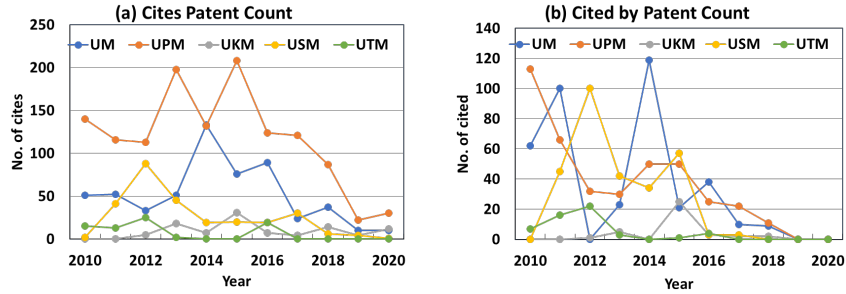 (a) Cites Patent Count
250
200
150
100
50
0
UM UPM UKM USM UTM
No. of cites
2010 2012 2014 2016 2018 2020
Year
(b) Cited by Patent Count
140
120
100
80
60
40
20
0
UM UPM UKM USM UTM
No. of cited
2010 2012 2014 2016 2018 2020
Year